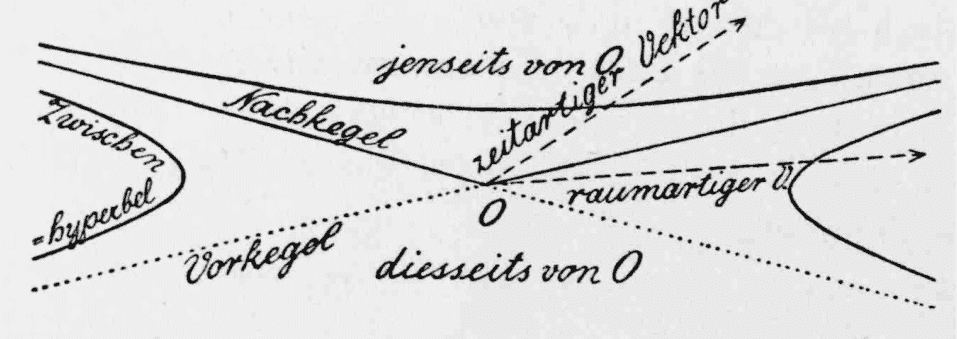 jenseits von O
zeitartiger Vektor
Nachkegel
Zwischen
=hyperbel
raumartiger V.
O
Vorkegel
diesseits von O